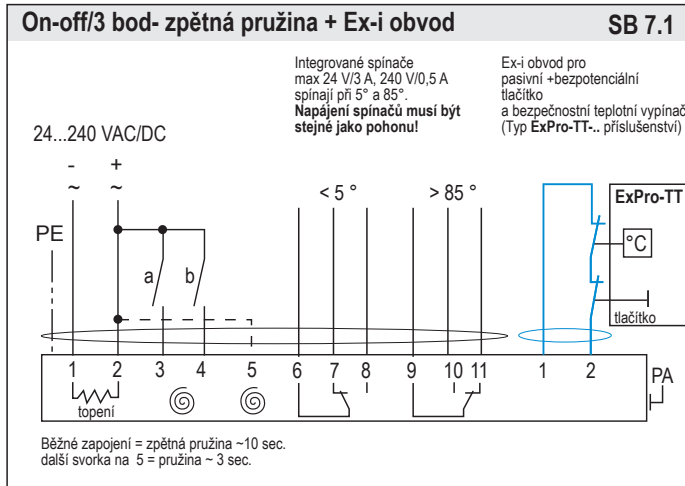 On-off/3 bod- zpětná pružina + Ex-i obvod
SB 7.1
Integrované spínače
max 24 V/3 A, 240 V/0,5 A
spínají při 5° a 85°.
Napájení spínačů musí být
stejné jako pohonu!
Ex-i obvod pro
pasivní +bezpotenciální
tlačítko
a bezpečnostní teplotní vypínač
(Typ ExPro-TT-.. příslušenství)
24...240 VAC/DC
- +
~ ~
< 5 °
> 85 °
ExPro-TT
PE
°C
a b
tlačítko
1 2 3 4 5 6 7 8 9 10 11 1 2
PA
topení
Běžné zapojení = zpětná pružina ~10 sec.
další svorka na 5 = pružina ~ 3 sec.